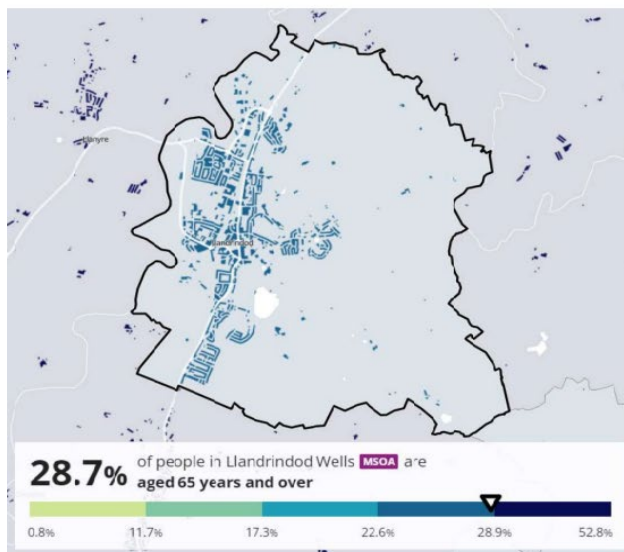 Llanyre
Llandrindod
28.7% of people in Llandrindod Wells MSOA are
aged 65 years and over
0.8% 11.7% 17.3% 22.6% 28.9% 52.8%